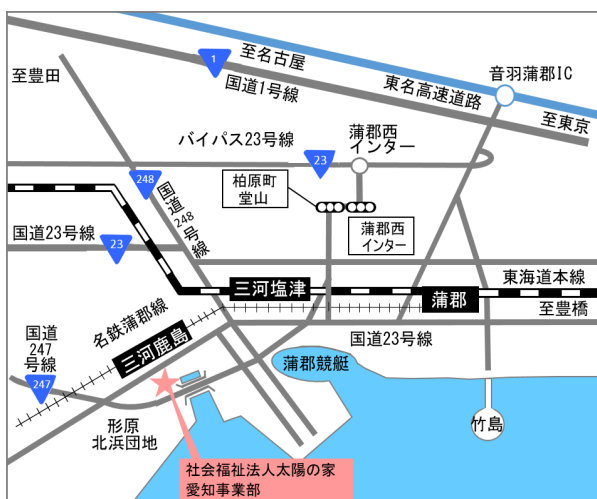 1
至名古屋
国道1号線
東名高速道路
音羽蒲郡IC
至東京
至豊田
バイパス23号線
23
蒲郡西
インター
248
国道248号線
柏原町
堂山
蒲郡西
インター
国道23号線
23
三河塩津
蒲郡
東海道本線
至豊橋
国道23号線
名鉄蒲郡線
三河鹿島
国道
247
号線
247
蒲郡競艇
竹島
形原
北浜団地
社会福祉法人太陽の家
愛知事業部